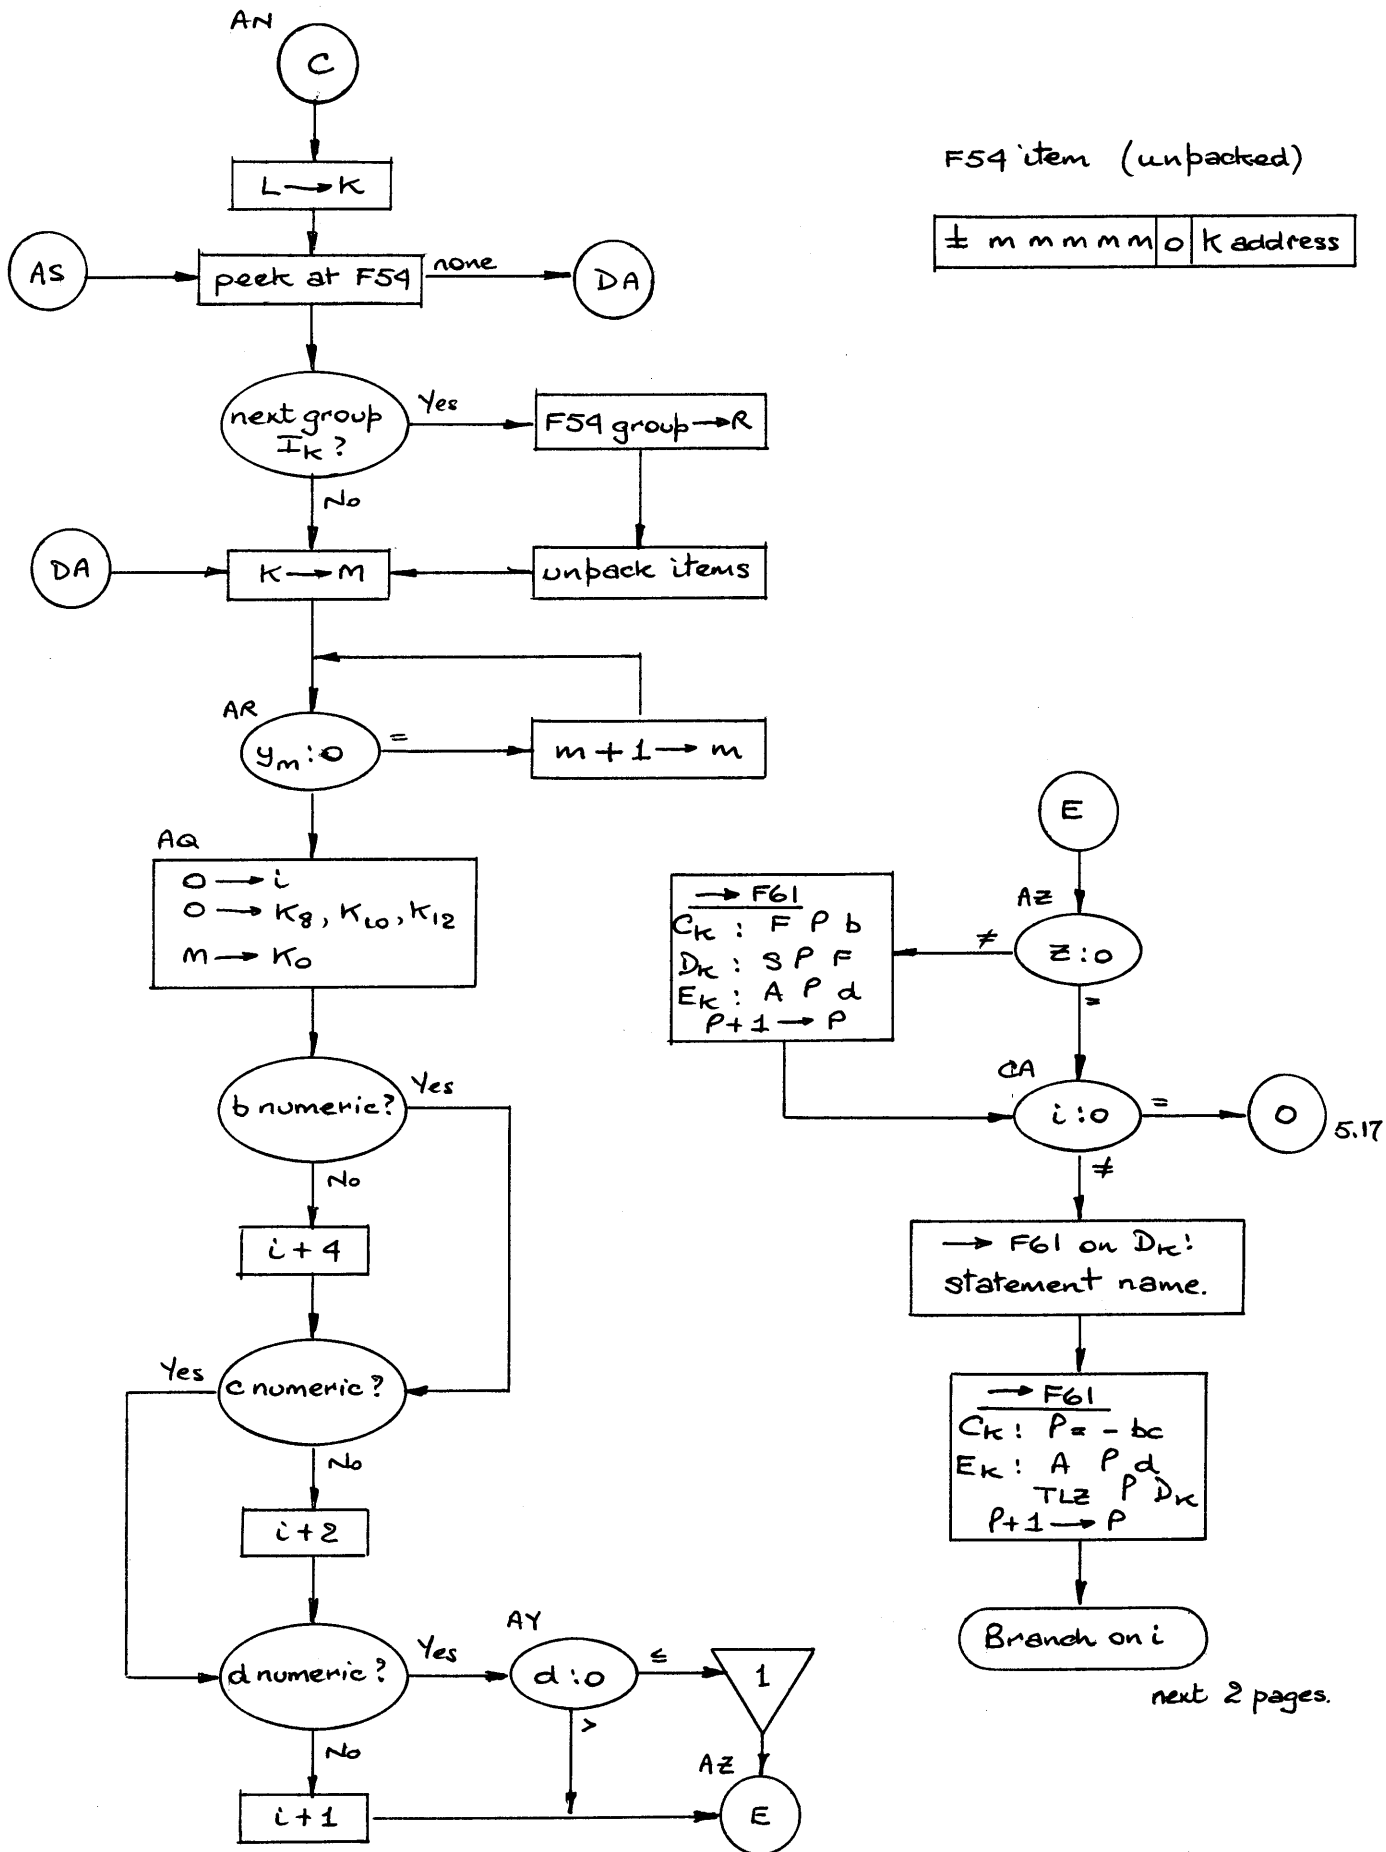 AN
C
L → K
AS
peek at F54
none
DA
F54 item (unpacked)
± m m m m m 0 K address
next group
I_K ?
Yes
F54 group → R
No
DA
K → M
unpack items
AR
y_m : 0
=
m + 1 → m
AQ
0 → i
0 → K_8, K_10, K_12
m → K_0
b numeric?
Yes
No
i + 4
c numeric?
Yes
No
i + 2
d numeric?
Yes
AY
d : 0
≤
1
>
No
i + 1
AZ
E
E
AZ
z : 0
≠
=
→ F61
C_K : F P b
D_K : S P F
E_K : A P d
P + 1 → P
CA
i : 0
=
O
5.17
≠
→ F61 on D_K!
statement name.
→ F61
C_K : P = - bc
E_K : A P d
TLZ P D_K
P + 1 → P
Branch on i
next 2 pages.